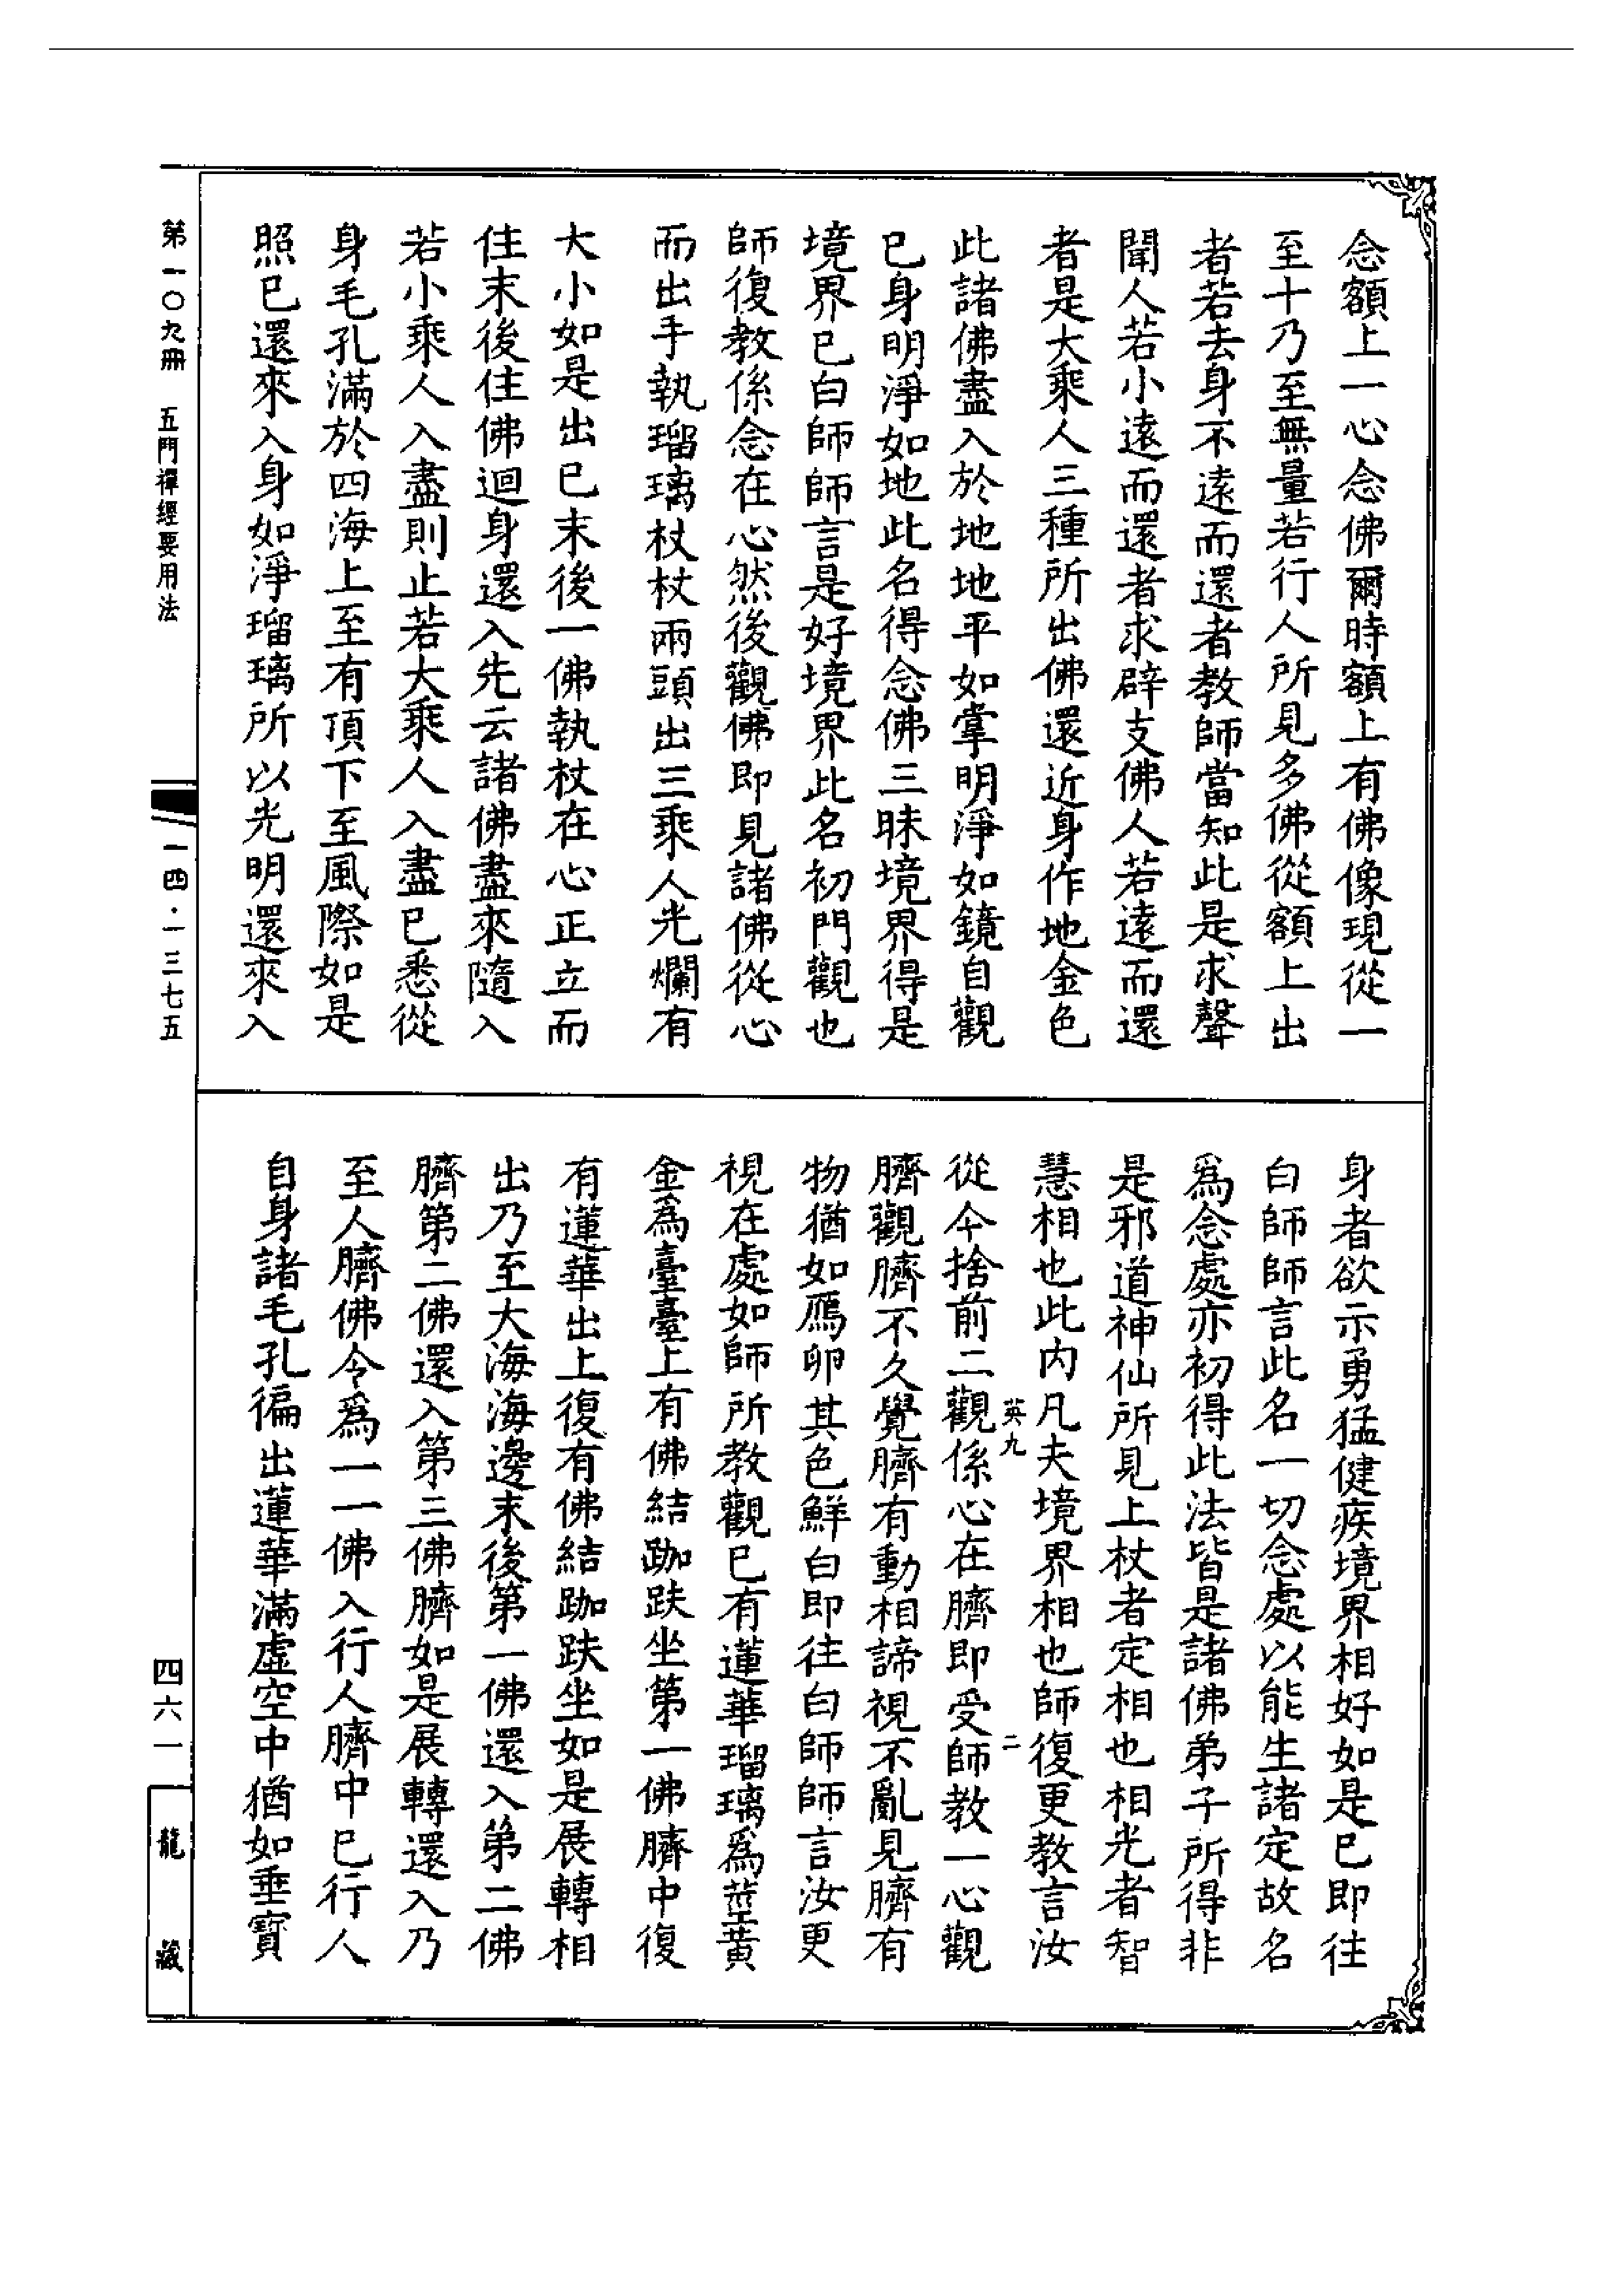 念額上一心念佛爾時額上有佛像現從一
至十乃至無量若行人所見多佛從額上出
者若去身不遠而還者教師當知此是求聲
聞人若小遠而還者求辟支佛人若遠而還
者是大乘人三種所出佛還近身作地金色
此諸佛盡入於地地平如掌明淨如鏡自觀
已身明淨如地此名得念佛三昧境界得是
境界已白師師言是好境界此名初門觀也
師復教係念在心然後觀佛即見諸佛從心
而出手執瑠璃杖杖兩頭出三乘人光爛有
大小如是出已末後一佛執杖在心正立而
住末後住佛迴身還入先云諸佛盡來隨入
若小乘人入盡則止若大乘人入盡已悉從
身毛孔滿於四海上至有頂下至風際如是
照已還來入身如淨瑠璃所以光明還來入
身者欲示勇猛健疾境界相好如是已即往
白師師言此名一切念處以能生諸定故名
爲念處亦初得此法皆是諸佛弟子所得非
是邪道神仙所見上杖者定相也相光者智
慧相也此内凡夫境界相也師復更教言汝
英九 二
從今捨前二觀係心在臍即受師教一心觀
臍觀臍不久覺臍有動相諦視不亂見臍有
物猶如鴈卵其色鮮白即往白師師言汝更
視在處如師所教觀已有蓮華瑠璃爲莖黄
金爲臺臺上有佛結跏趺坐第一佛臍中復
有蓮華出上復有佛結跏趺坐如是展轉相
出乃至大海海邊末後第一佛還入第二佛
臍第二佛還入第三佛臍如是展轉還入乃
至人臍佛令爲一一佛入行人臍中已行人
自身諸毛孔徧出蓮華滿虛空中猶如垂寶
第一〇九冊 五門禪經要用法
一四·一三七五
四六一
龍藏